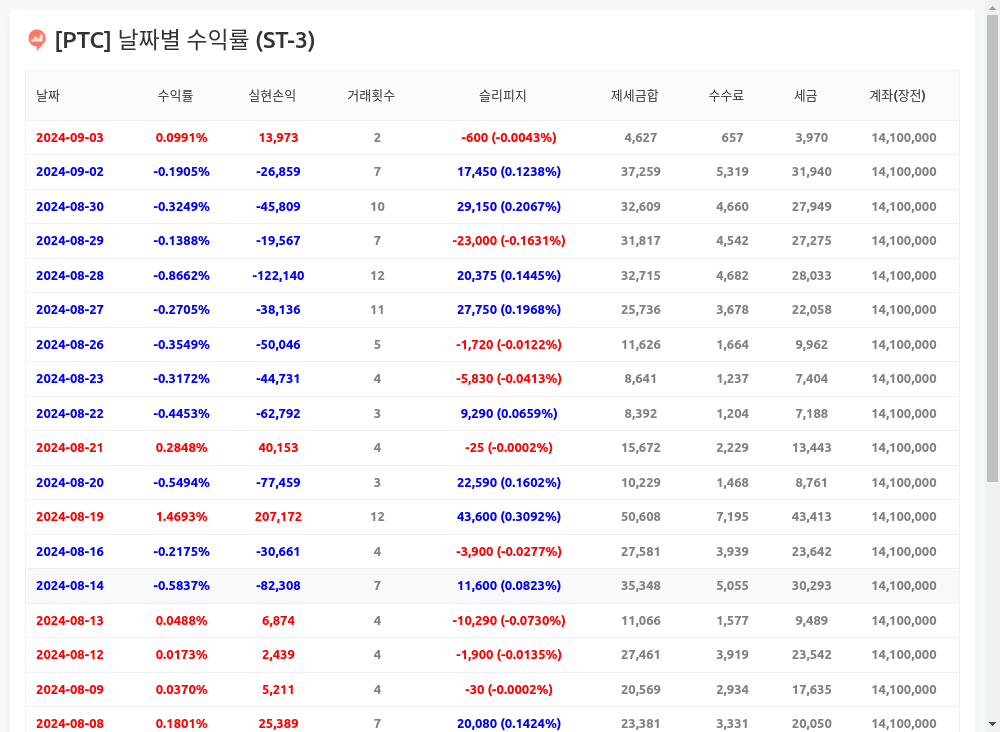 [PTC] 날짜별 수익률 (ST-3)
날짜 수익률 실현손익 거래횟수 슬리피지 제세금합 수수료 세금 계좌(장전)
2024-09-03 0.0991% 13,973 2 -600 (-0.0043%) 4,627 657 3,970 14,100,000
2024-09-02 -0.1905% -26,859 7 17,450 (0.1238%) 37,259 5,319 31,940 14,100,000
2024-08-30 -0.3249% -45,809 10 29,150 (0.2067%) 32,609 4,660 27,949 14,100,000
2024-08-29 -0.1388% -19,567 7 -23,000 (-0.1631%) 31,817 4,542 27,275 14,100,000
2024-08-28 -0.8662% -122,140 12 20,375 (0.1445%) 32,715 4,682 28,033 14,100,000
2024-08-27 -0.2705% -38,136 11 27,750 (0.1968%) 25,736 3,678 22,058 14,100,000
2024-08-26 -0.3549% -50,046 5 -1,720 (-0.0122%) 11,626 1,664 9,962 14,100,000
2024-08-23 -0.3172% -44,731 4 -5,830 (-0.0413%) 8,641 1,237 7,404 14,100,000
2024-08-22 -0.4453% -62,792 3 9,290 (0.0659%) 8,392 1,204 7,188 14,100,000
2024-08-21 0.2848% 40,153 4 -25 (-0.0002%) 15,672 2,229 13,443 14,100,000
2024-08-20 -0.5494% -77,459 3 22,590 (0.1602%) 10,229 1,468 8,761 14,100,000
2024-08-19 1.4693% 207,172 12 43,600 (0.3092%) 50,608 7,195 43,413 14,100,000
2024-08-16 -0.2175% -30,661 4 -3,900 (-0.0277%) 27,581 3,939 23,642 14,100,000
2024-08-14 -0.5837% -82,308 7 11,600 (0.0823%) 35,348 5,055 30,293 14,100,000
2024-08-13 0.0488% 6,874 4 -10,290 (-0.0730%) 11,066 1,577 9,489 14,100,000
2024-08-12 0.0173% 2,439 4 -1,900 (-0.0135%) 27,461 3,919 23,542 14,100,000
2024-08-09 0.0370% 5,211 4 -30 (-0.0002%) 20,569 2,934 17,635 14,100,000
2024-08-08 0.1801% 25,389 7 20,080 (0.1424%) 23,381 3,331 20,050 14,100,000